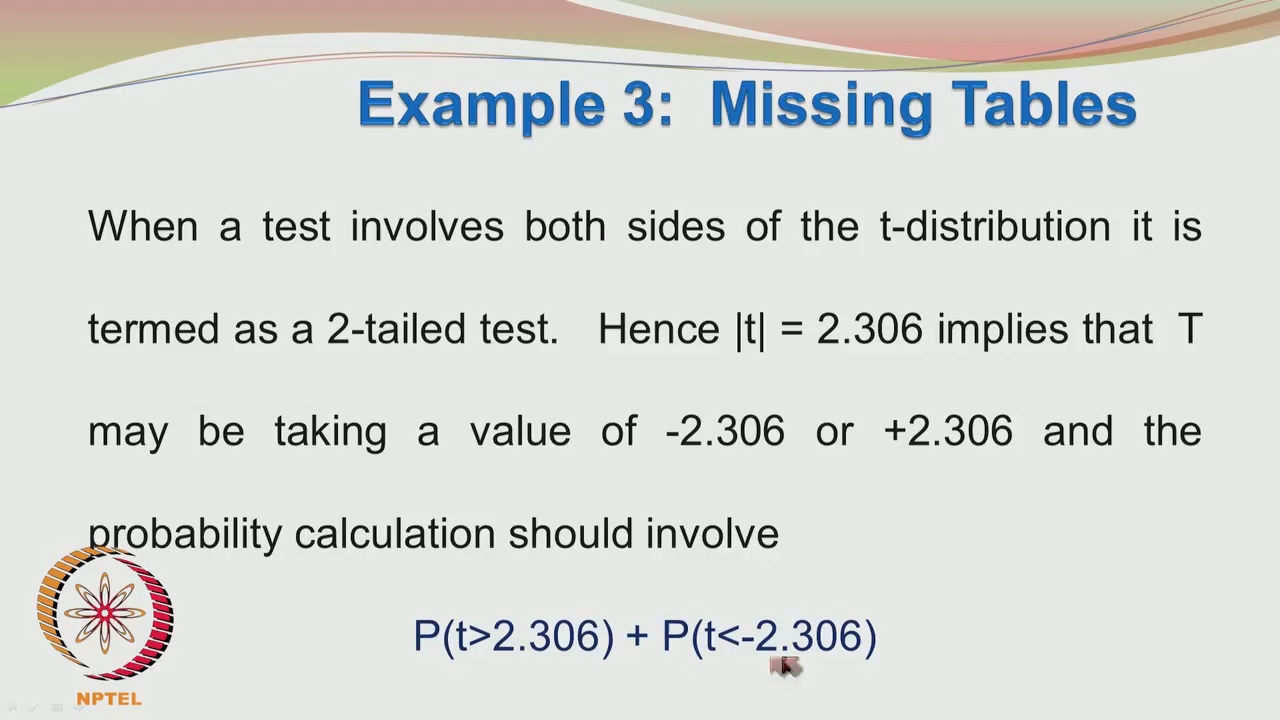 Example 3: Missing Tables
When a test involves both sides of the t-distribution it is
termed as a 2-tailed test. Hence |t| = 2.306 implies that T
may be taking a value of -2.306 or +2.306 and the
probability calculation should involve
P(t>2.306) + P(t<-2.306)
NPTEL